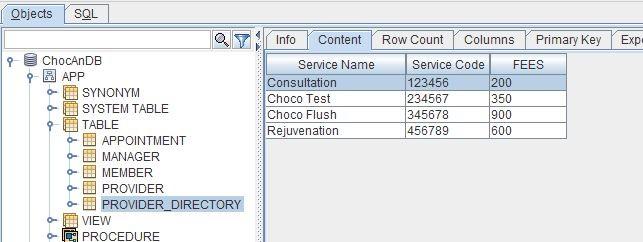 Objects SQL
Info Content Row Count Columns Primary Key
ChocAnDB
APP
SYNONYM
SYSTEM TABLE
TABLE
APPOINTMENT
MANAGER
MEMBER
PROVIDER
PROVIDER_DIRECTORY
VIEW
PROCEDURE
Service Name Service Code FEES
Consultation 123456 200
Choco Test 234567 350
Choco Flush 345678 900
Rejuvenation 456789 600